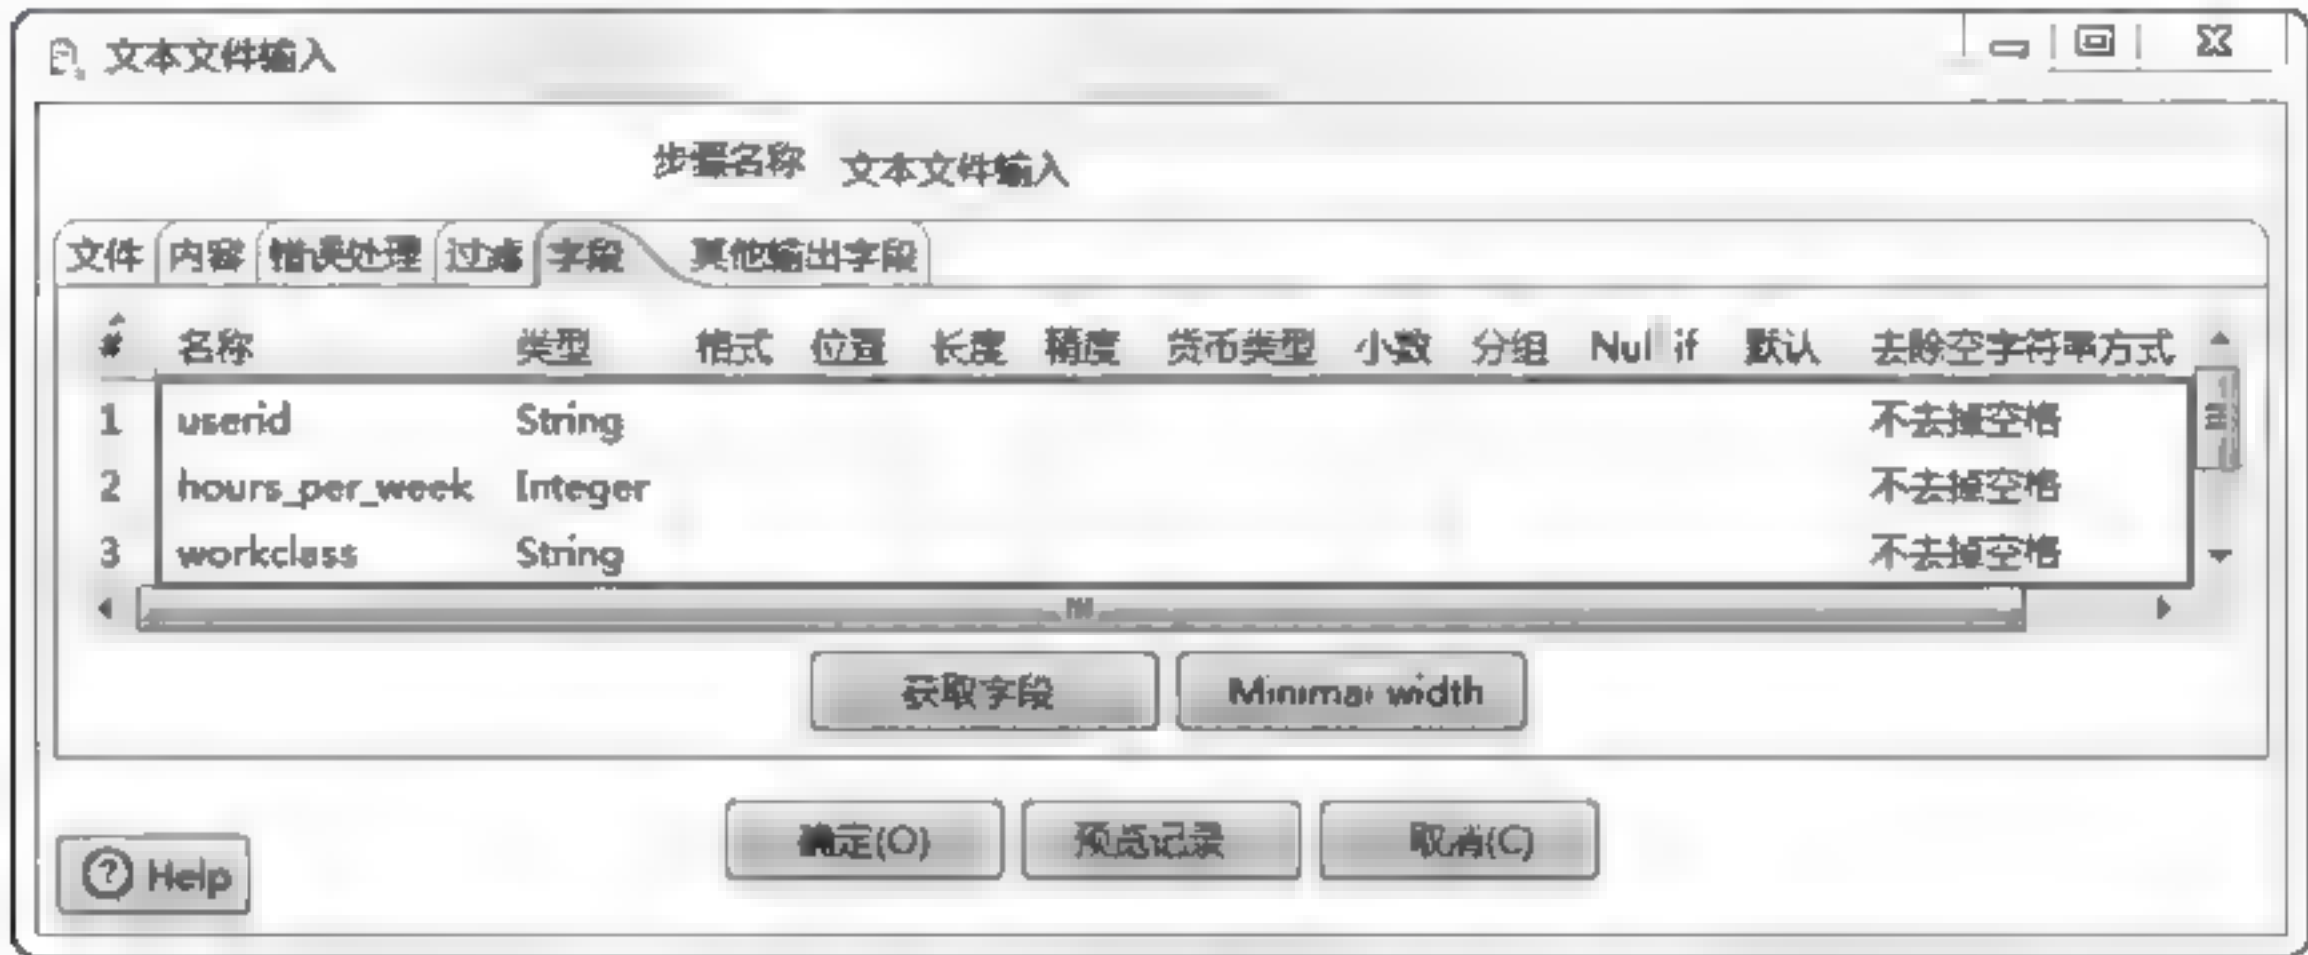 文本文件输入
步骤名称 文本文件输入
文件 内容 错误处理 过滤 字段 其他输出字段
# 名称 类型 格式 位置 长度 精度 货币类型 小数 分组 Null if 默认 去除空字符串方式
1 userid String 不去掉空格
2 hours_per_week Integer 不去掉空格
3 workclass String 不去掉空格
获取字段 Minimal width
确定(O) 预览记录 取消(C)
Help